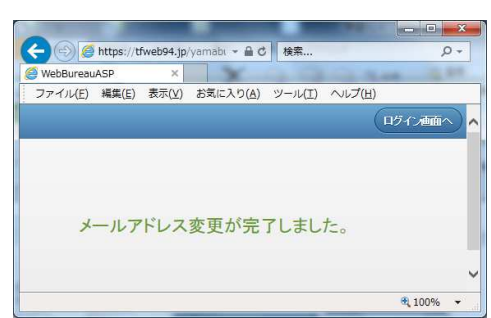 https://tfweb94.jp/yamabu
検索...
WebBureauASP
ファイル(F) 編集(E) 表示(V) お気に入り(A) ツール(T) ヘルプ(H)
ログイン画面へ
メールアドレス変更が完了しました。
100%